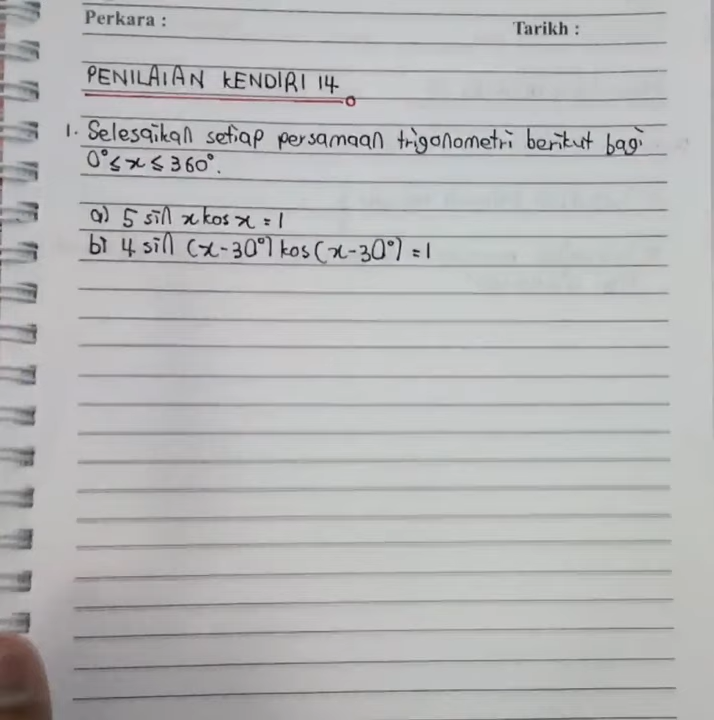 Perkara :
Tarikh :
PENILAIAN KENDIRI 14
1. Selesaikan setiap persamaan trigonometri berikut bagi
0° ≤ x ≤ 360°.
a) 5 sin x kos x = 1
b) 4 sin (x-30°) kos (x-30°) = 1